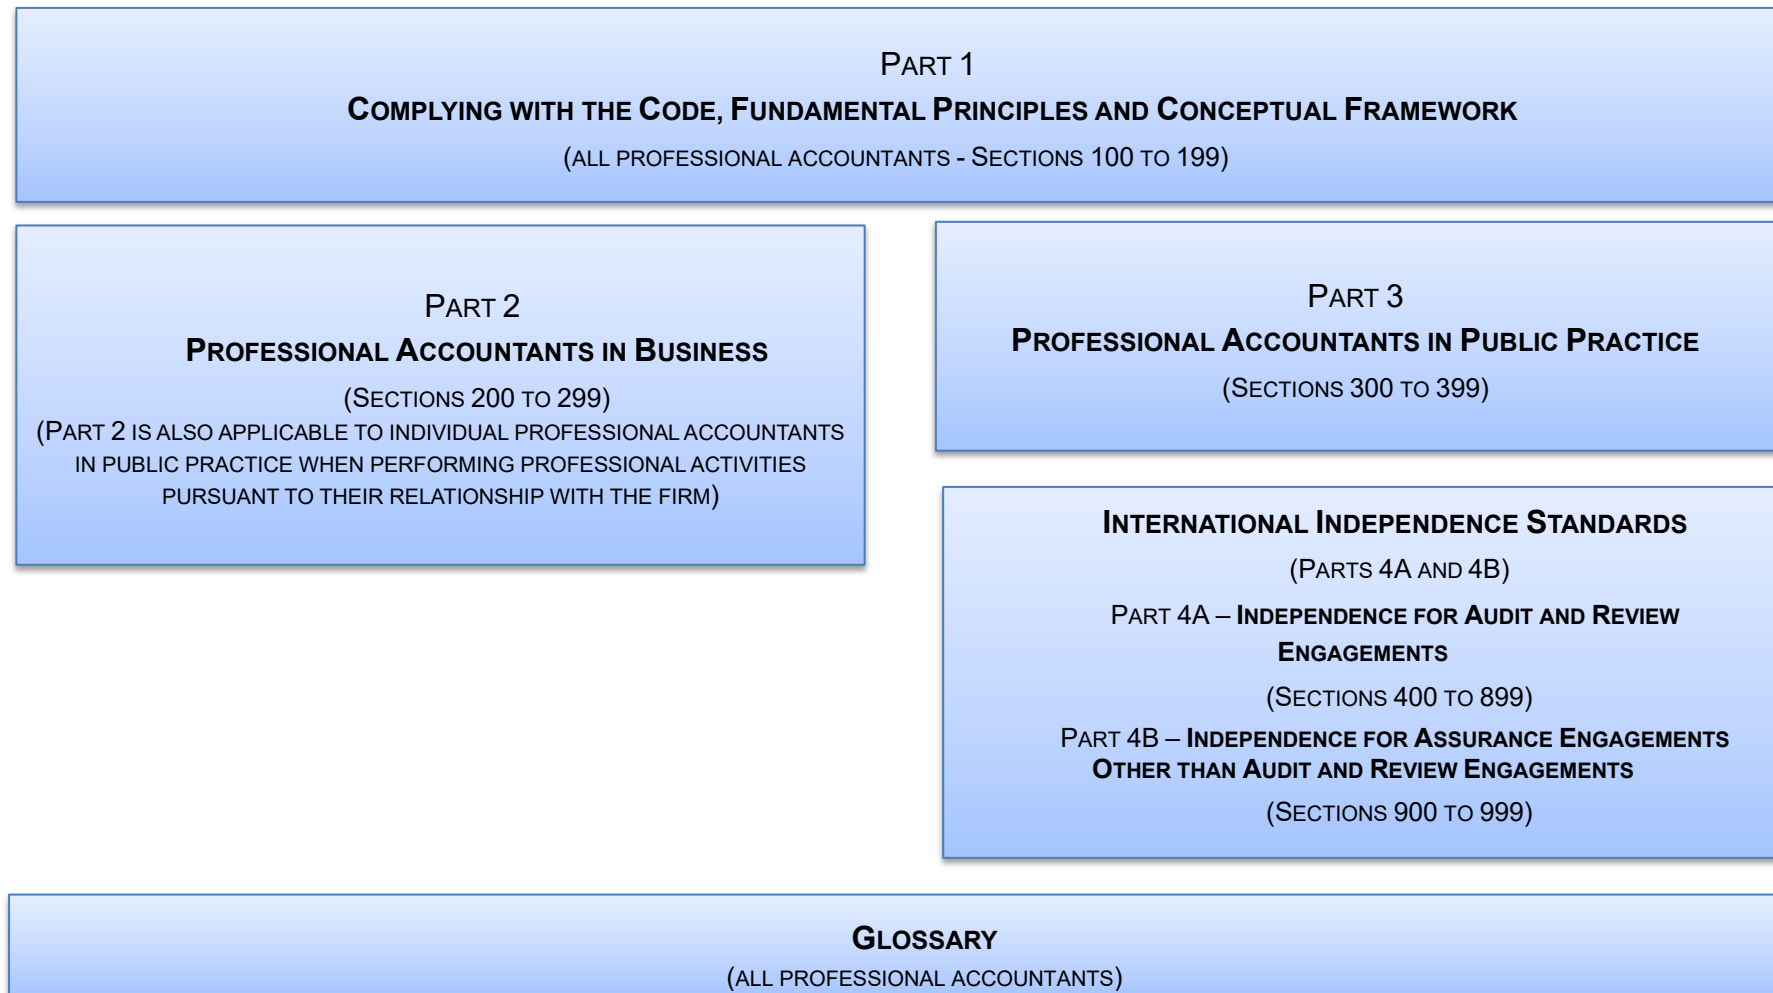 PART 1
COMPLYING WITH THE CODE, FUNDAMENTAL PRINCIPLES AND CONCEPTUAL FRAMEWORK
(ALL PROFESSIONAL ACCOUNTANTS - SECTIONS 100 TO 199)
PART 2
PROFESSIONAL ACCOUNTANTS IN BUSINESS
(SECTIONS 200 TO 299)
(PART 2 IS ALSO APPLICABLE TO INDIVIDUAL PROFESSIONAL ACCOUNTANTS
IN PUBLIC PRACTICE WHEN PERFORMING PROFESSIONAL ACTIVITIES
PURSUANT TO THEIR RELATIONSHIP WITH THE FIRM)
PART 3
PROFESSIONAL ACCOUNTANTS IN PUBLIC PRACTICE
(SECTIONS 300 TO 399)
INTERNATIONAL INDEPENDENCE STANDARDS
(PARTS 4A AND 4B)
PART 4A – INDEPENDENCE FOR AUDIT AND REVIEW
ENGAGEMENTS
(SECTIONS 400 TO 899)
PART 4B – INDEPENDENCE FOR ASSURANCE ENGAGEMENTS
OTHER THAN AUDIT AND REVIEW ENGAGEMENTS
(SECTIONS 900 TO 999)
GLOSSARY
(ALL PROFESSIONAL ACCOUNTANTS)